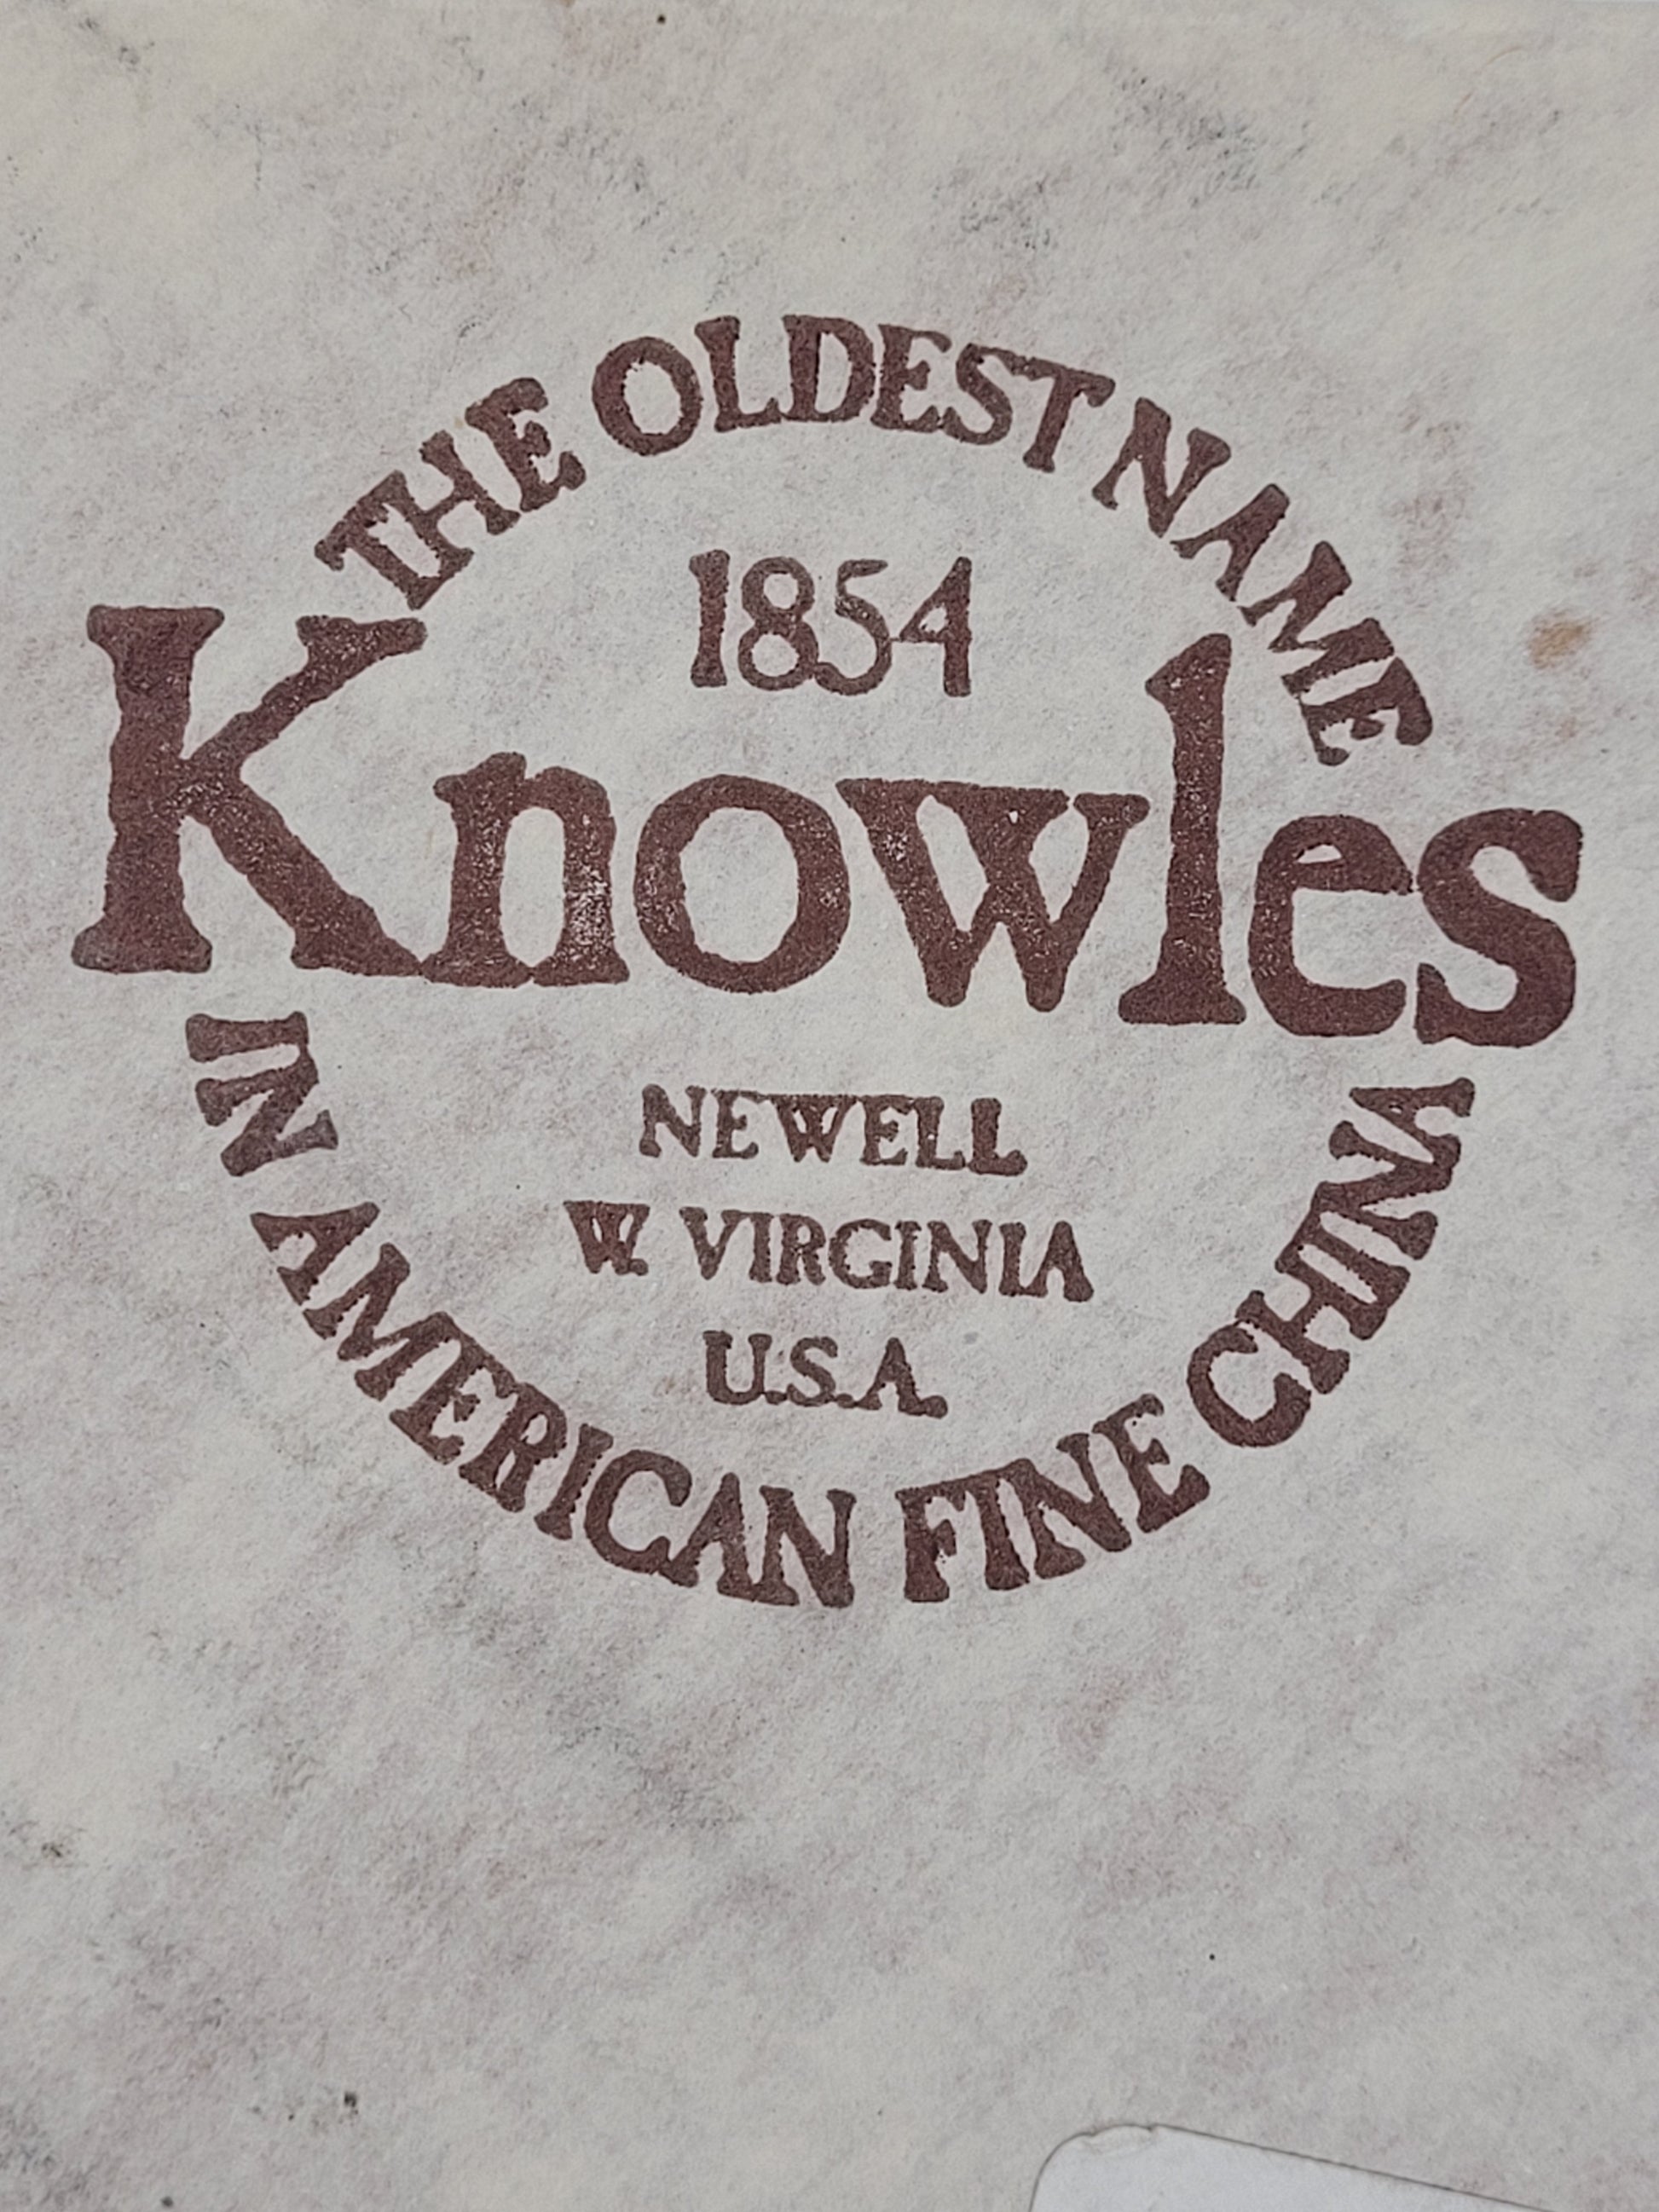 THE OLDEST NAME
1854
Knowles
NEWELL
W. VIRGINIA
U.S.A.
IN AMERICAN FINE CHINA